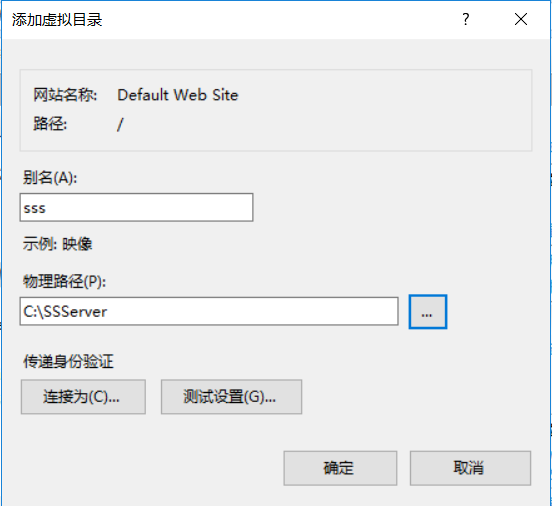 添加虚拟目录
?
网站名称: Default Web Site
路径: /
别名(A):
sss
示例: 映像
物理路径(P):
C:\SSServer
...
传递身份验证
连接为(C)... 测试设置(G)...
确定 取消